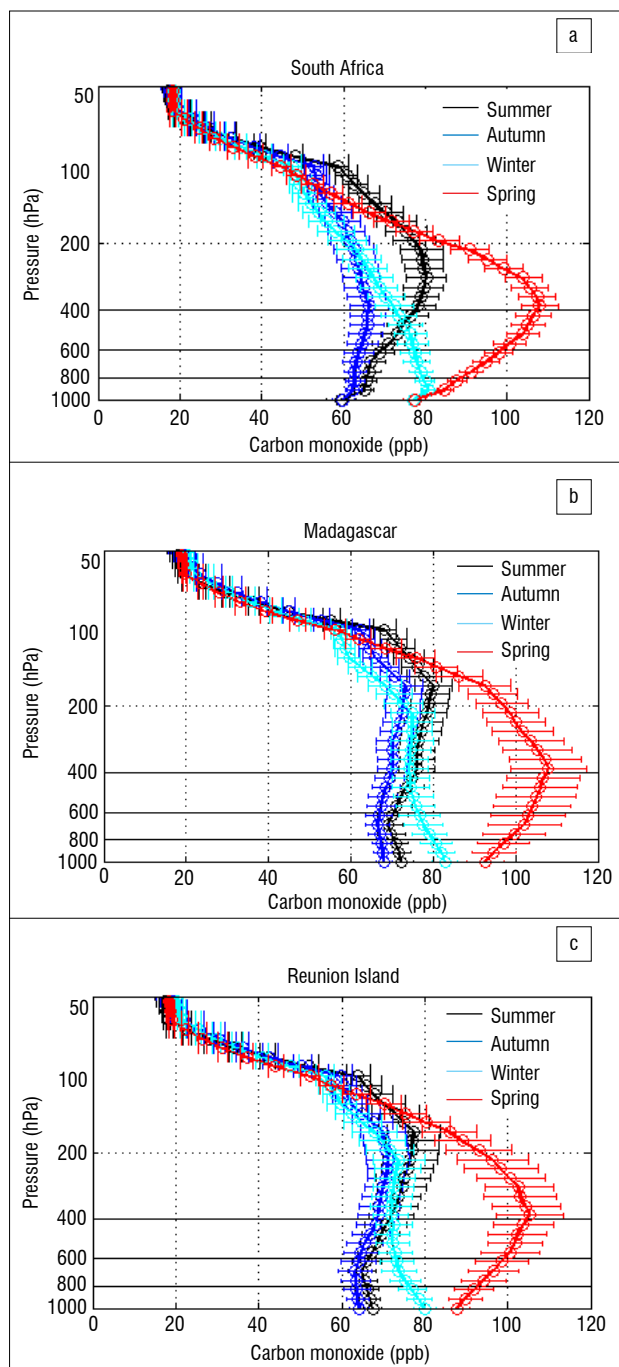 a
South Africa
50
100
200
400
600
800
1000
Pressure (hPa)
Summer
Autumn
Winter
Spring
0 20 40 60 80 100 120
Carbon monoxide (ppb)
b
Madagascar
50
100
200
400
600
800
1000
Pressure (hPa)
Summer
Autumn
Winter
Spring
0 20 40 60 80 100 120
Carbon monoxide (ppb)
c
Reunion Island
50
100
200
400
600
800
1000
Pressure (hPa)
Summer
Autumn
Winter
Spring
0 20 40 60 80 100 120
Carbon monoxide (ppb)